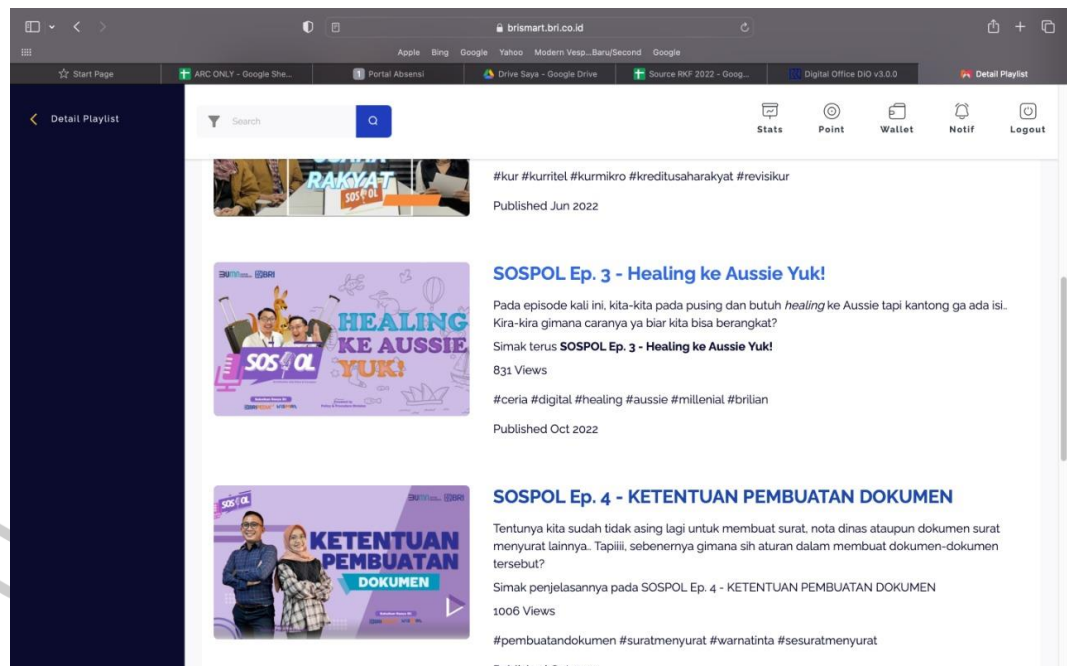 brismart.bri.co.id
Apple Bing Google Yahoo Modern Vesp...Baru/Second Google
Start Page
ARC ONLY - Google She...
1 Portal Absensi
Drive Saya - Google Drive
Source RKF 2022 - Goog...
Digital Office DiO v3.0.0
Detail Playlist
Detail Playlist
Search
Stats
Point
Wallet
Notif
Logout
USAHA
RAKYAT
#kur #kurritel #kurmikro #kreditusaharakyat #revisikur
Published Jun 2022
BRI
HEALING
KE AUSSIE
YUK!
SOSPOL
SOSPOL Ep. 3 - Healing ke Aussie Yuk!
Pada episode kali ini, kita-kita pada pusing dan butuh healing ke Aussie tapi kantong ga ada isi..
Kira-kira gimana caranya ya biar kita bisa berangkat?
Simak terus SOSPOL Ep. 3 - Healing ke Aussie Yuk!
831 Views
#ceria #digital #healing #aussie #millenial #brilian
Published Oct 2022
BRI
KETENTUAN
PEMBUATAN
DOKUMEN
SOSPOL Ep. 4 - KETENTUAN PEMBUATAN DOKUMEN
Tentunya kita sudah tidak asing lagi untuk membuat surat, nota dinas ataupun dokumen surat
menyurat lainnya.. Tapiiii, sebenernya gimana sih aturan dalam membuat dokumen-dokumen
tersebut?
Simak penjelasannya pada SOSPOL Ep. 4 - KETENTUAN PEMBUATAN DOKUMEN
1006 Views
#pembuatandokumen #suratmenyurat #warnatinta #sesuratmenyurat